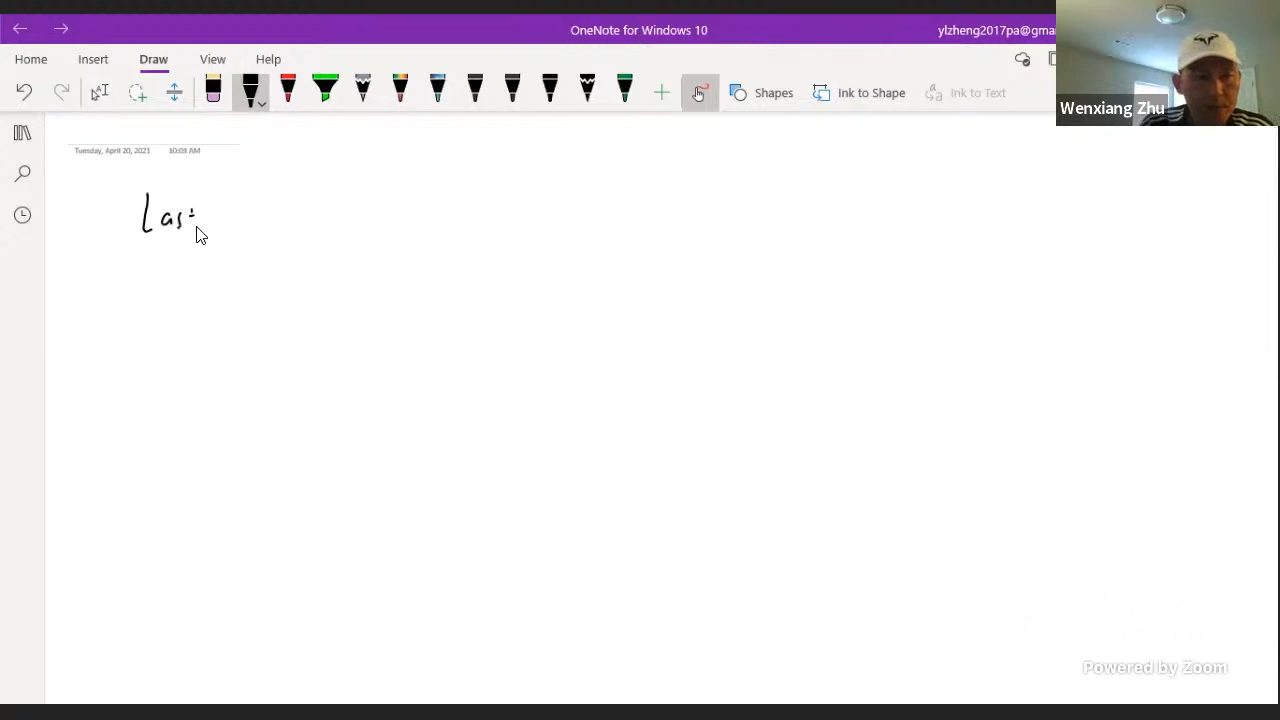 OneNote for Windows 10
ylzheng2017pa@gma
Home Insert Draw View Help
Shapes Ink to Shape Ink to Text
Wenxiang Zhu
Tuesday, April 20, 2021 10:03 AM
Last
Powered by Zoom